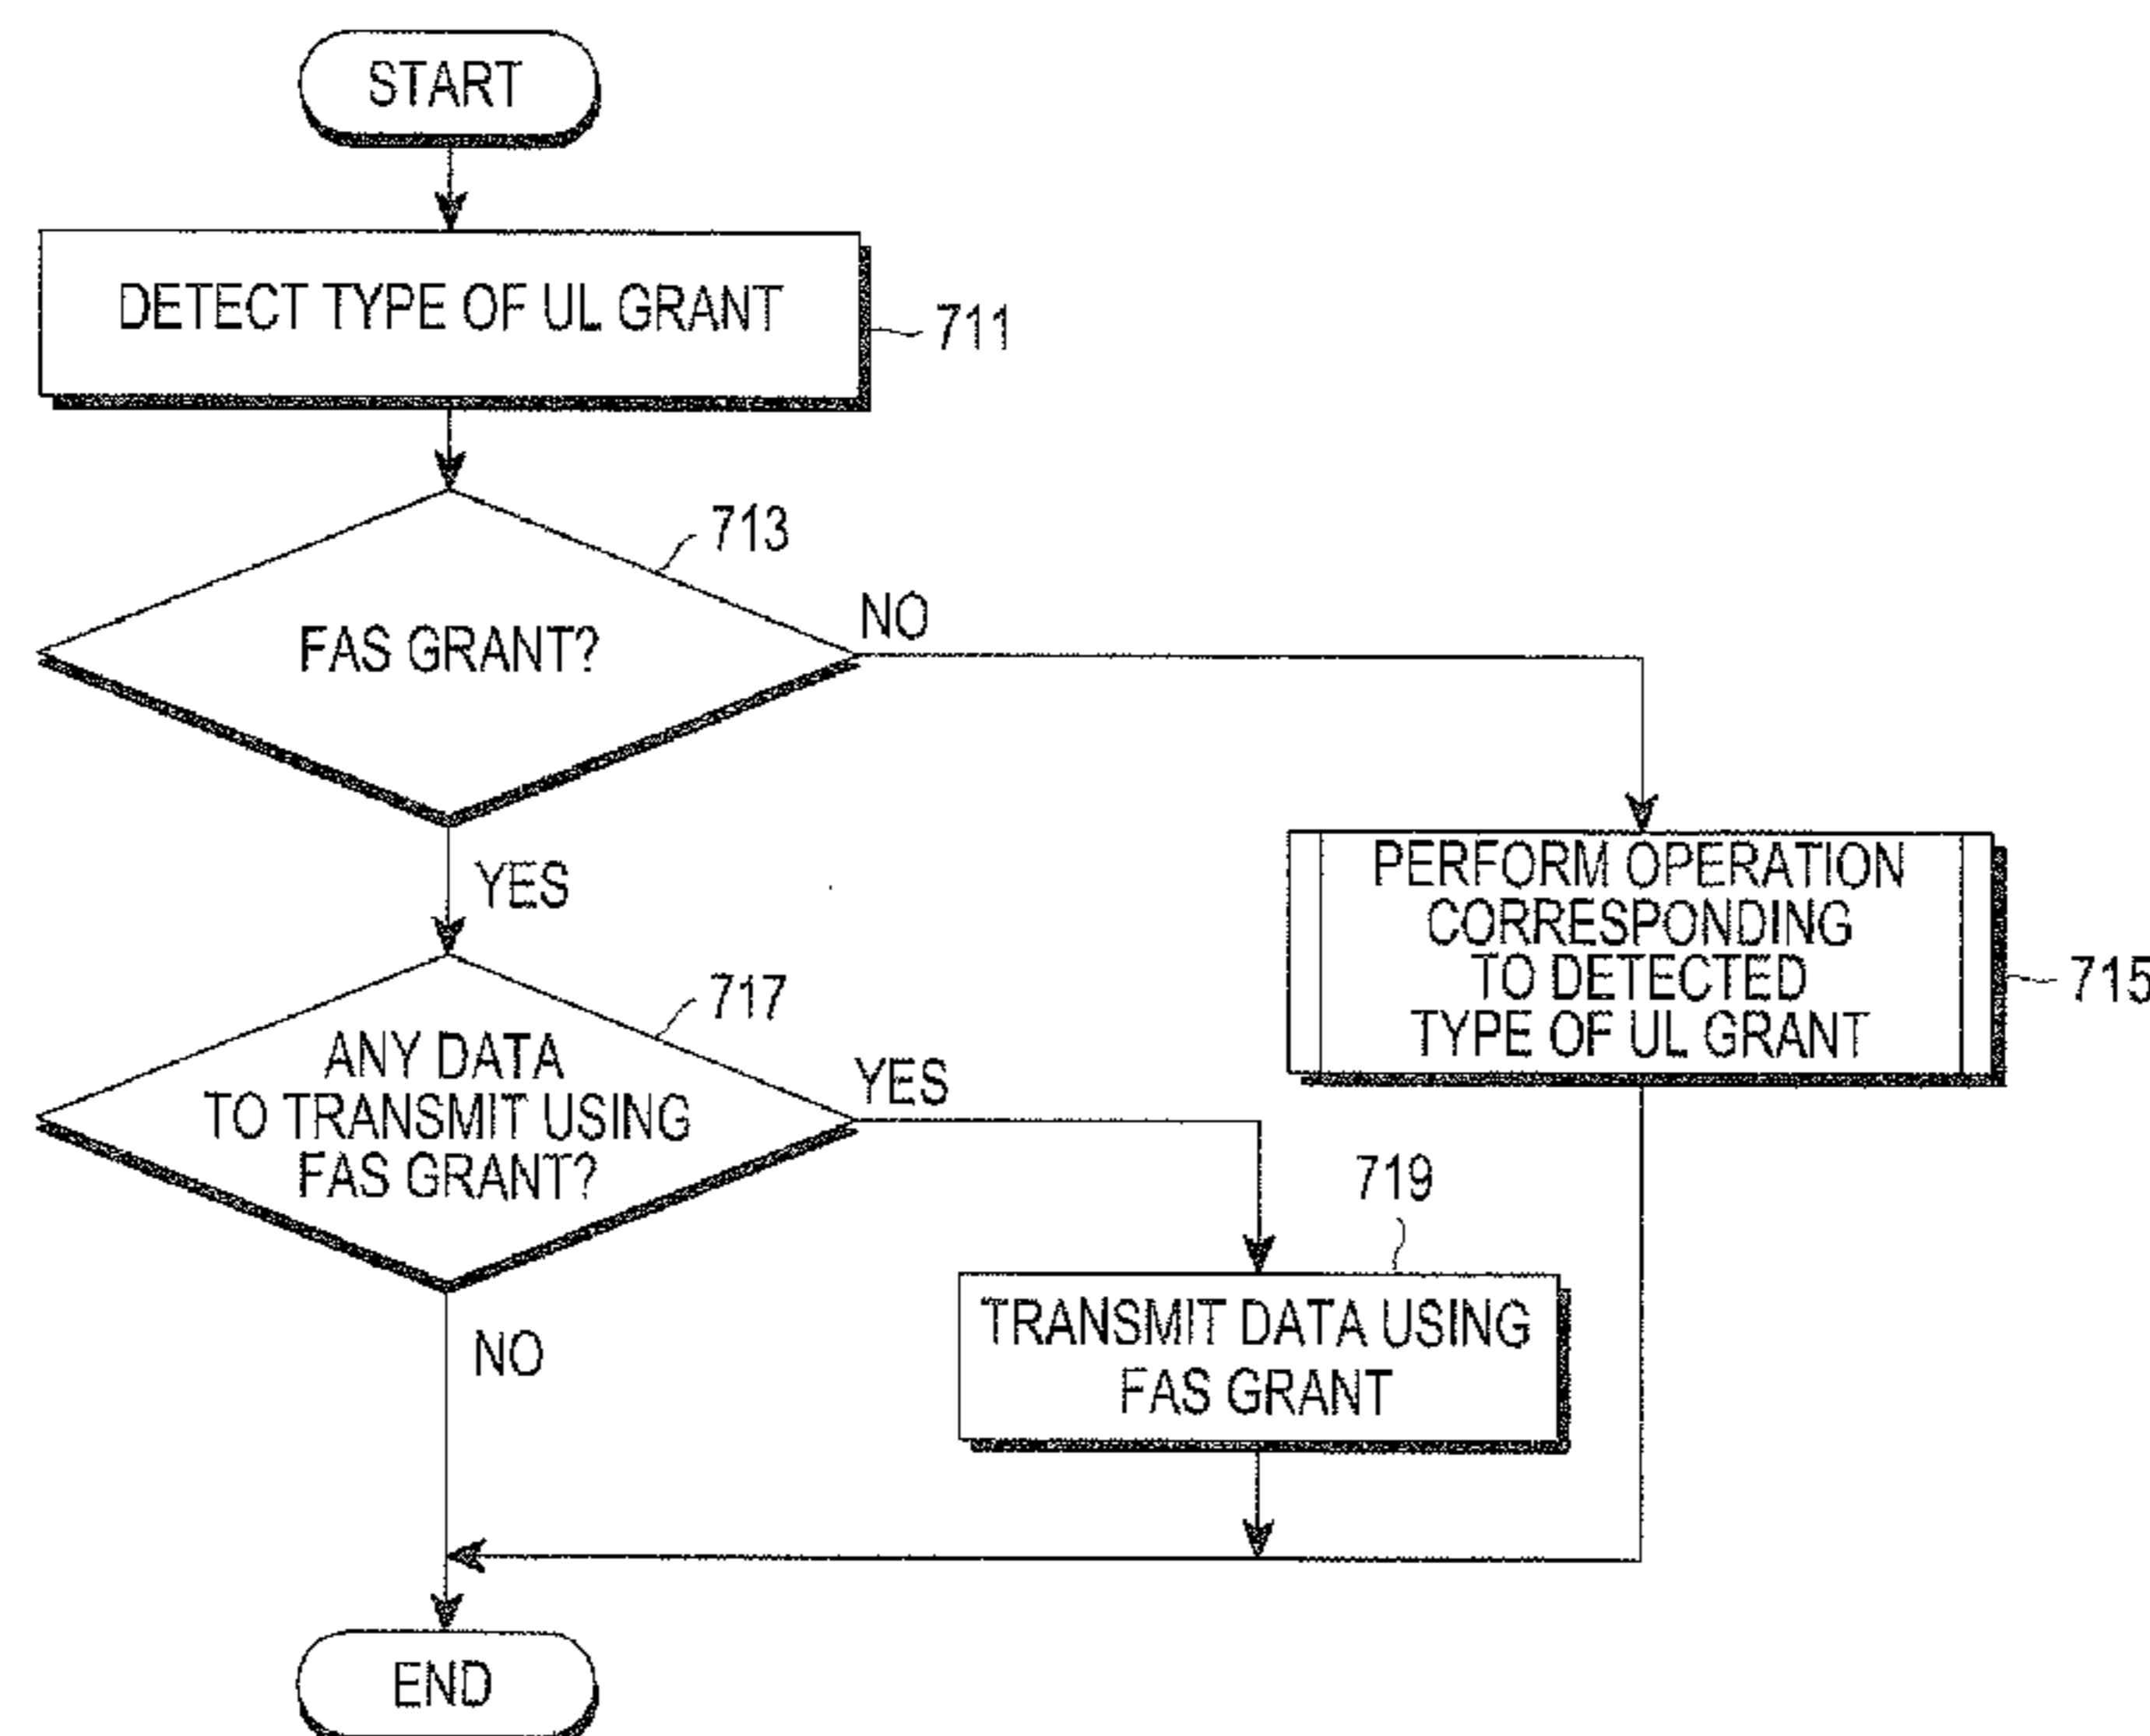 START
DETECT TYPE OF UL GRANT
711
713
FAS GRANT?
NO
YES
PERFORM OPERATION
CORRESPONDING
TO DETECTED
TYPE OF UL GRANT
715
717
ANY DATA
TO TRANSMIT USING
FAS GRANT?
YES
719
TRANSMIT DATA USING
FAS GRANT
NO
END